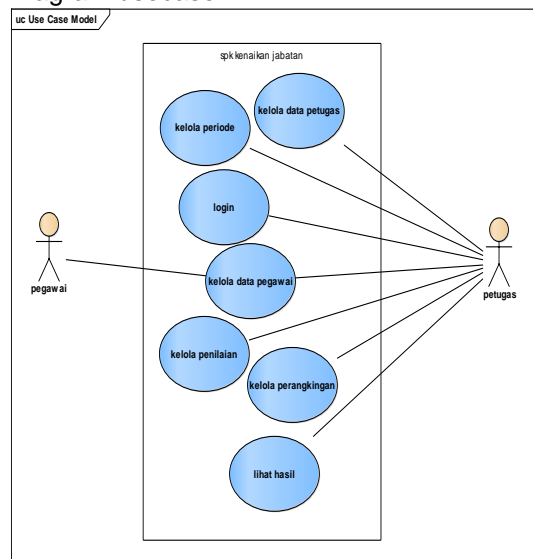 uc Use Case Model
spk kenaikan jabatan
kelola data petugas
kelola periode
login
kelola data pegawai
pegawai
petugas
kelola penilaian
kelola perangkingan
lihat hasil